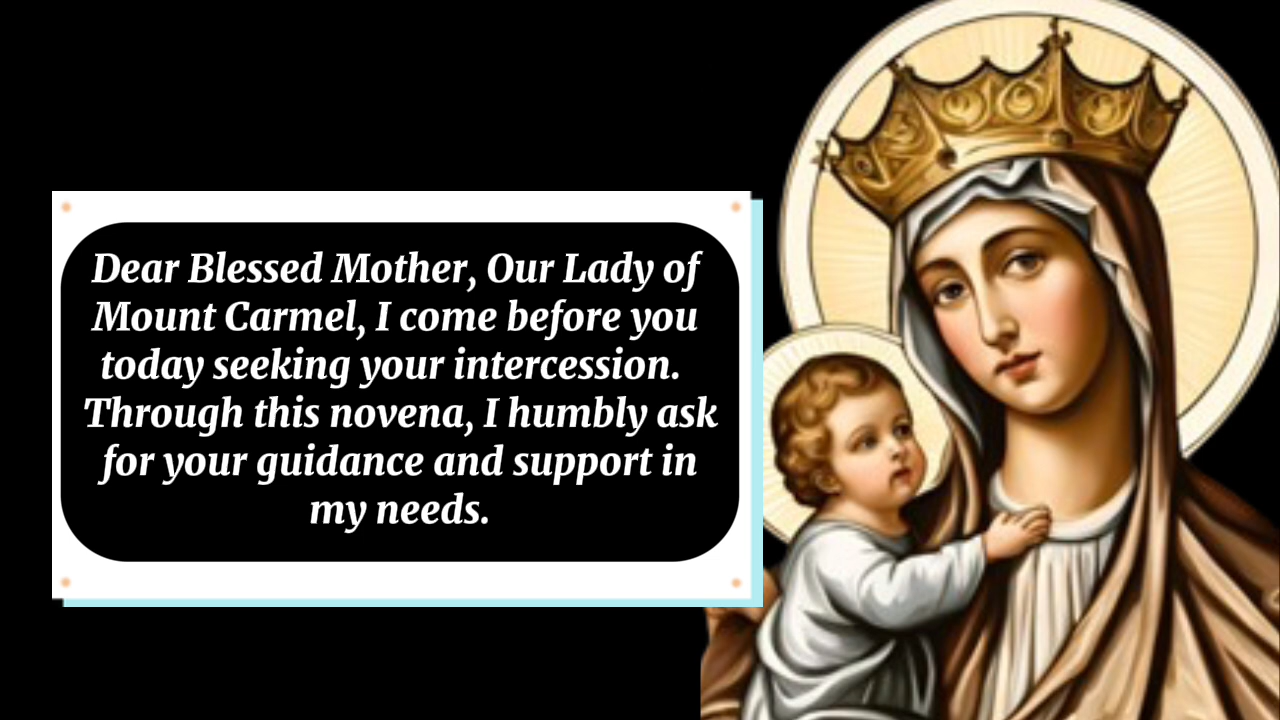 Dear Blessed Mother, Our Lady of
Mount Carmel, I come before you
today seeking your intercession.
Through this novena, I humbly ask
for your guidance and support in
my needs.